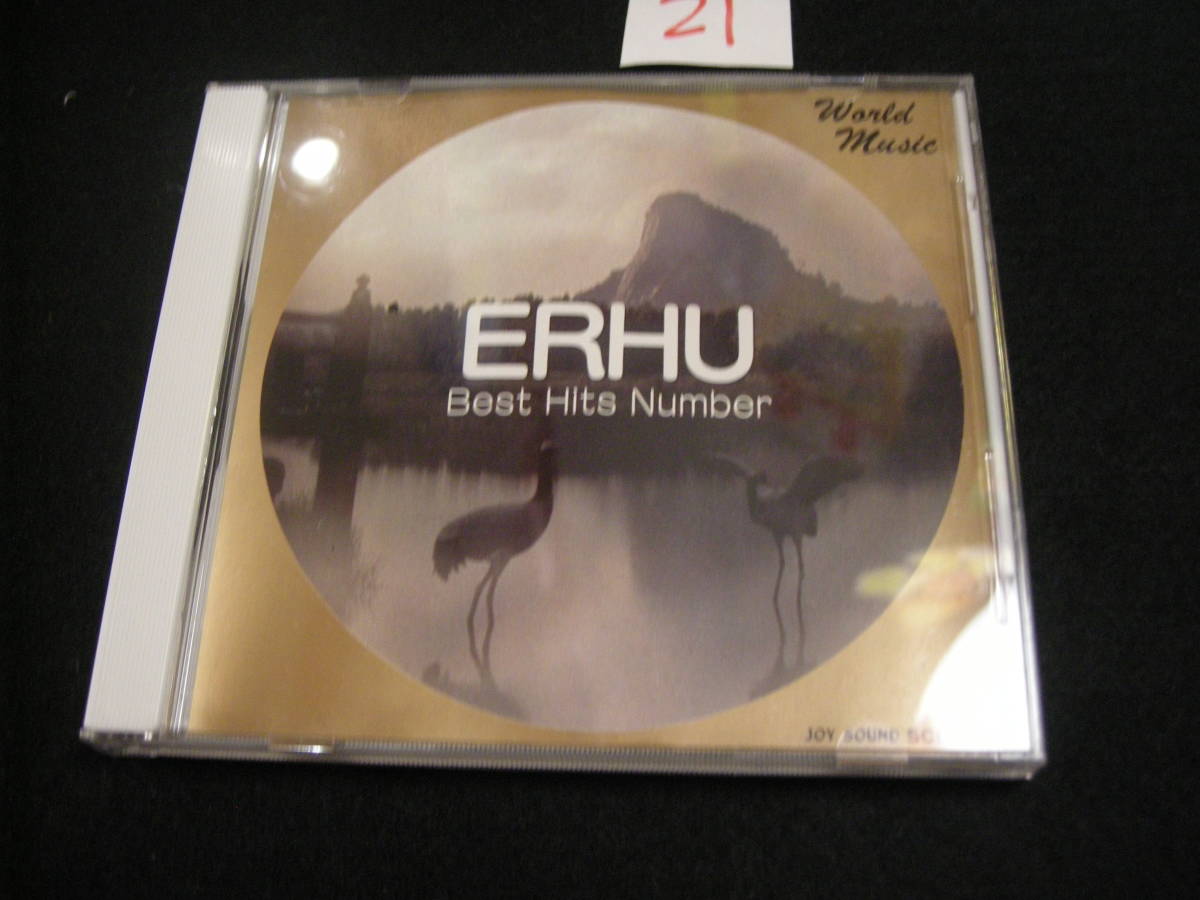 21
World
Music
ERHU
Best Hits Number
JOY SOUND